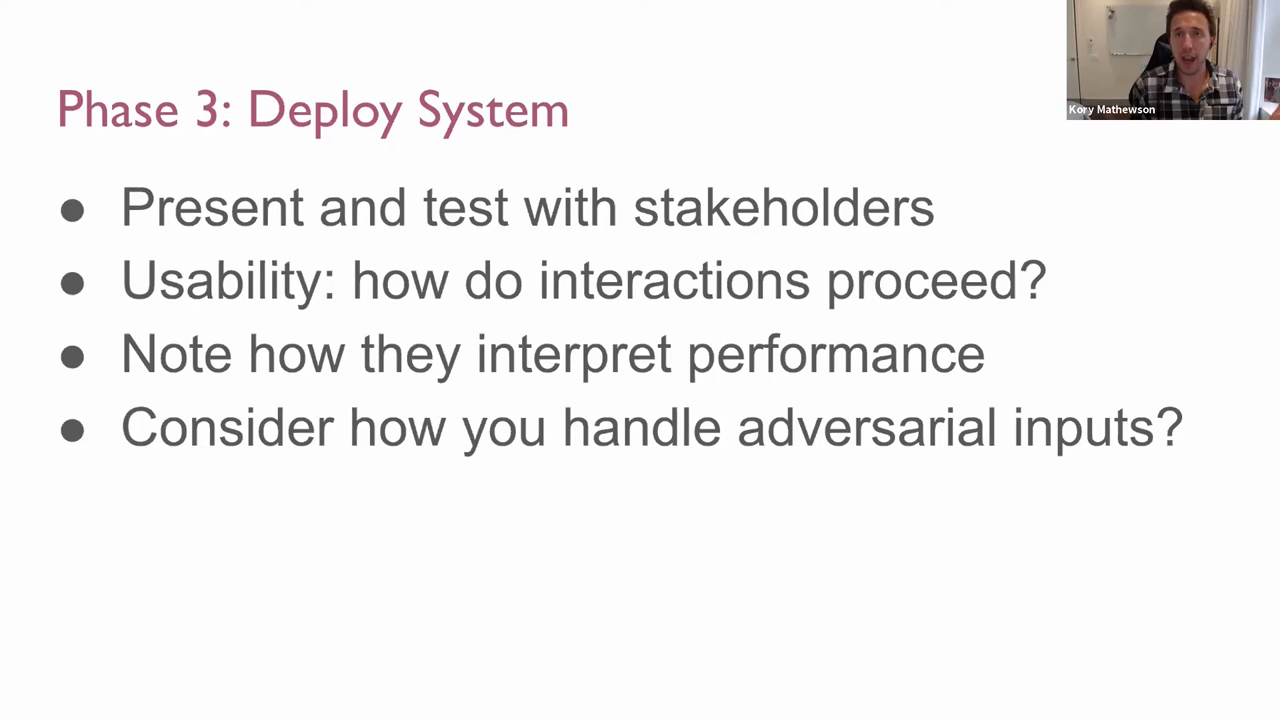 Phase 3: Deploy System
Kory Mathewson
● Present and test with stakeholders
● Usability: how do interactions proceed?
● Note how they interpret performance
● Consider how you handle adversarial inputs?